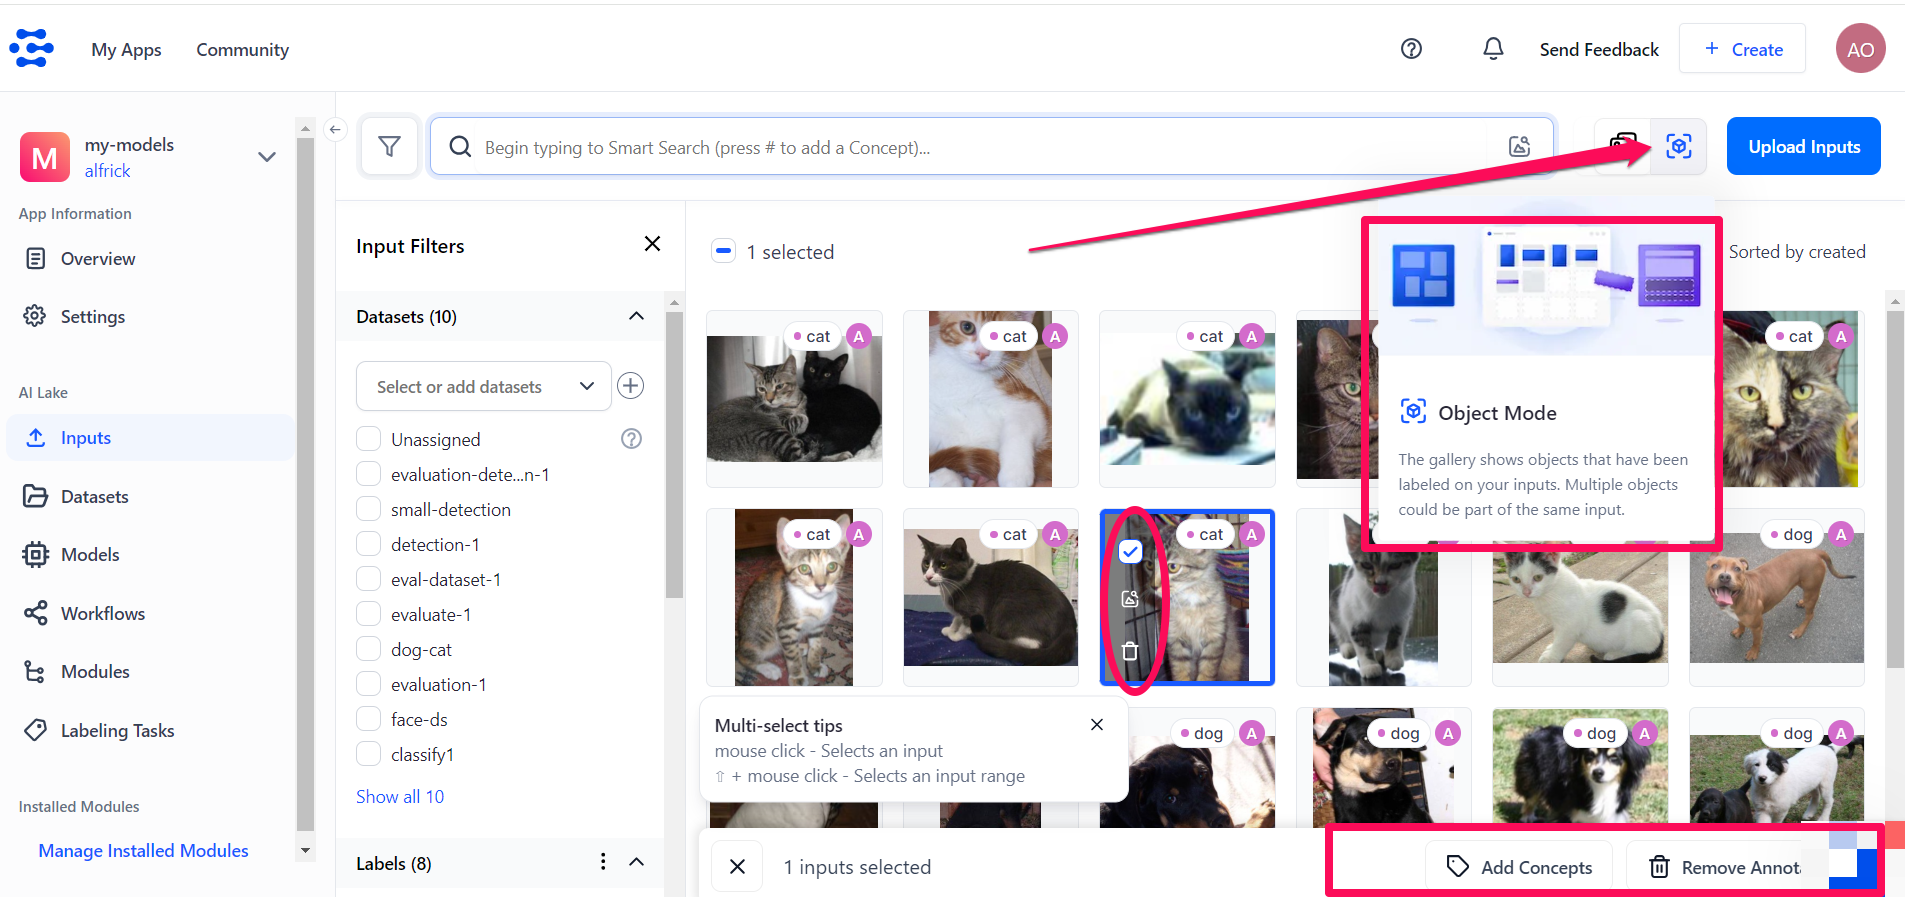 My Apps
Community
Send Feedback
+ Create
AO
M
my-models
alfrick
App Information
Overview
Settings
AI Lake
Inputs
Datasets
Models
Workflows
Modules
Labeling Tasks
Installed Modules
Manage Installed Modules
Begin typing to Smart Search (press # to add a Concept)...
Upload Inputs
Input Filters
Datasets (10)
Select or add datasets
Unassigned
evaluation-dete...n-1
small-detection
detection-1
eval-dataset-1
evaluate-1
dog-cat
evaluation-1
face-ds
classify1
Show all 10
Labels (8)
1 selected
Sorted by created
cat A
cat A
cat A
cat A
Object Mode
The gallery shows objects that have been
labeled on your inputs. Multiple objects
could be part of the same input.
cat A
cat A
cat A
dog A
dog A
dog A
dog A
dog A
Multi-select tips
mouse click - Selects an input
⇧ + mouse click - Selects an input range
1 inputs selected
Add Concepts
Remove Annot